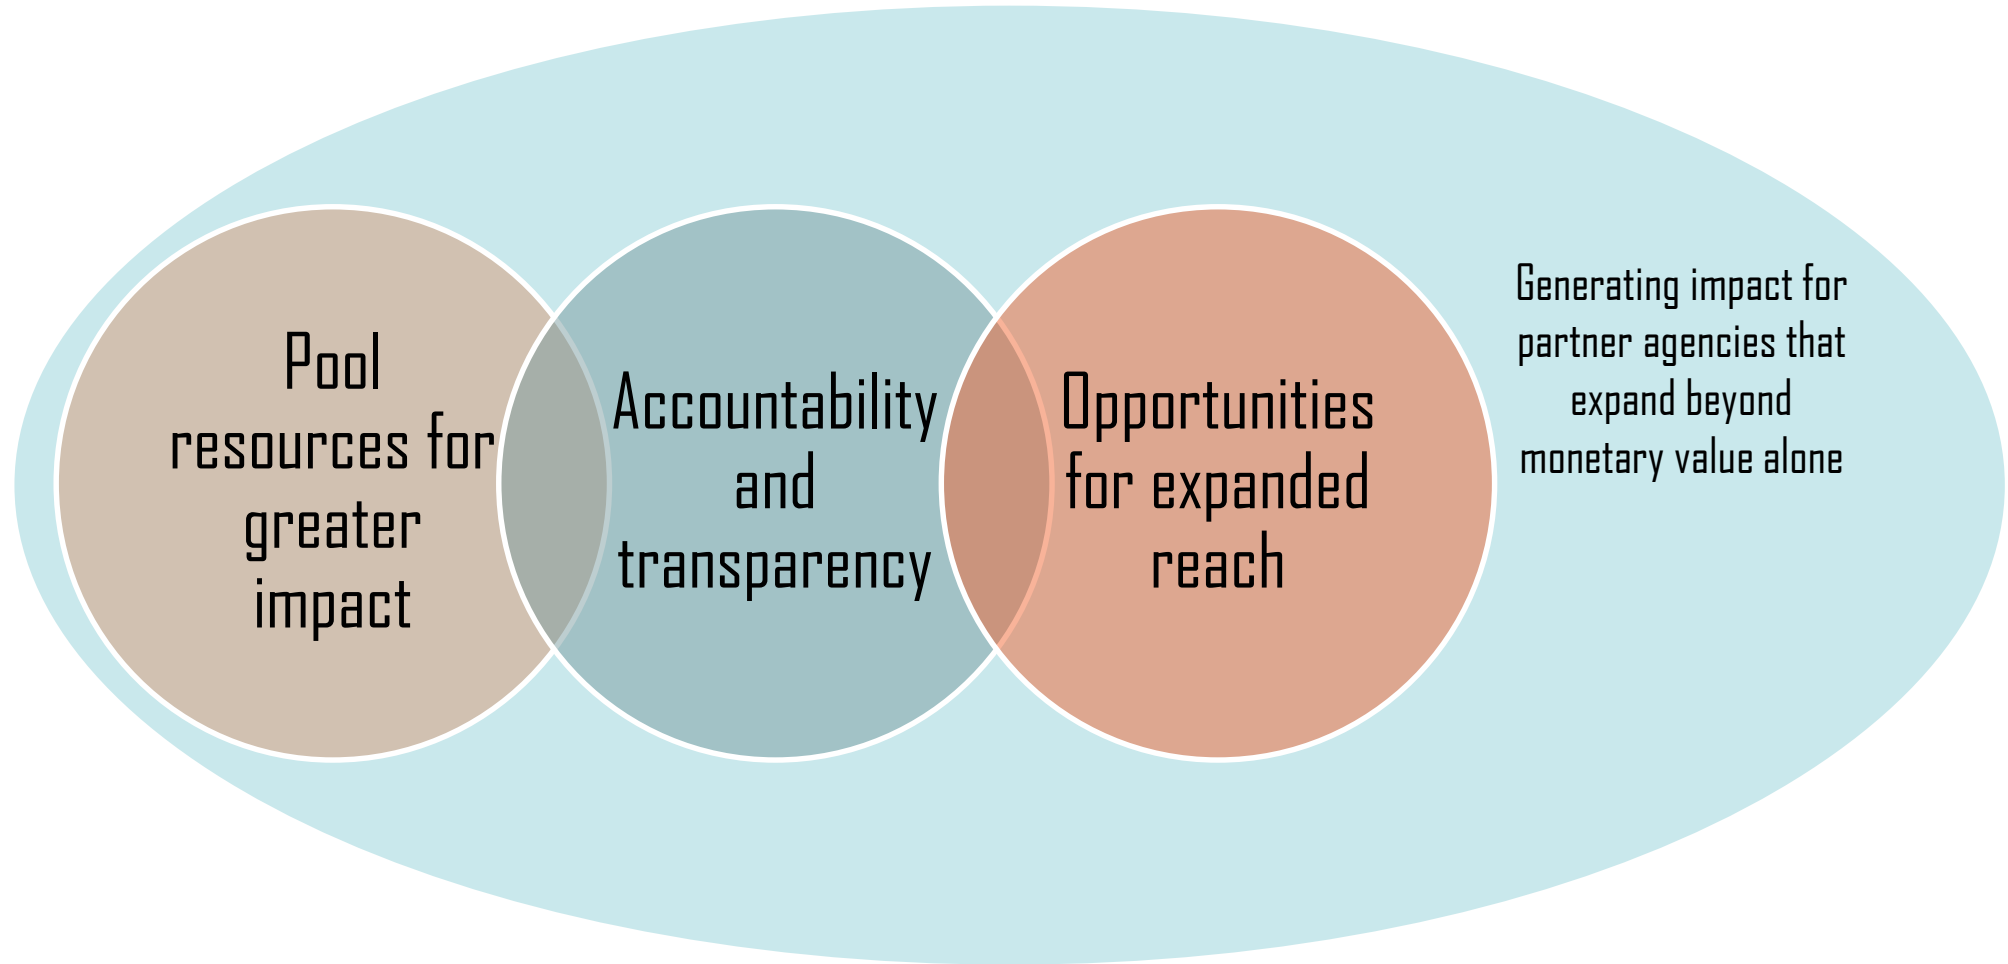 Pool
resources for
greater
impact
Accountability
and
transparency
Opportunities
for expanded
reach
Generating impact for
partner agencies that
expand beyond
monetary value alone